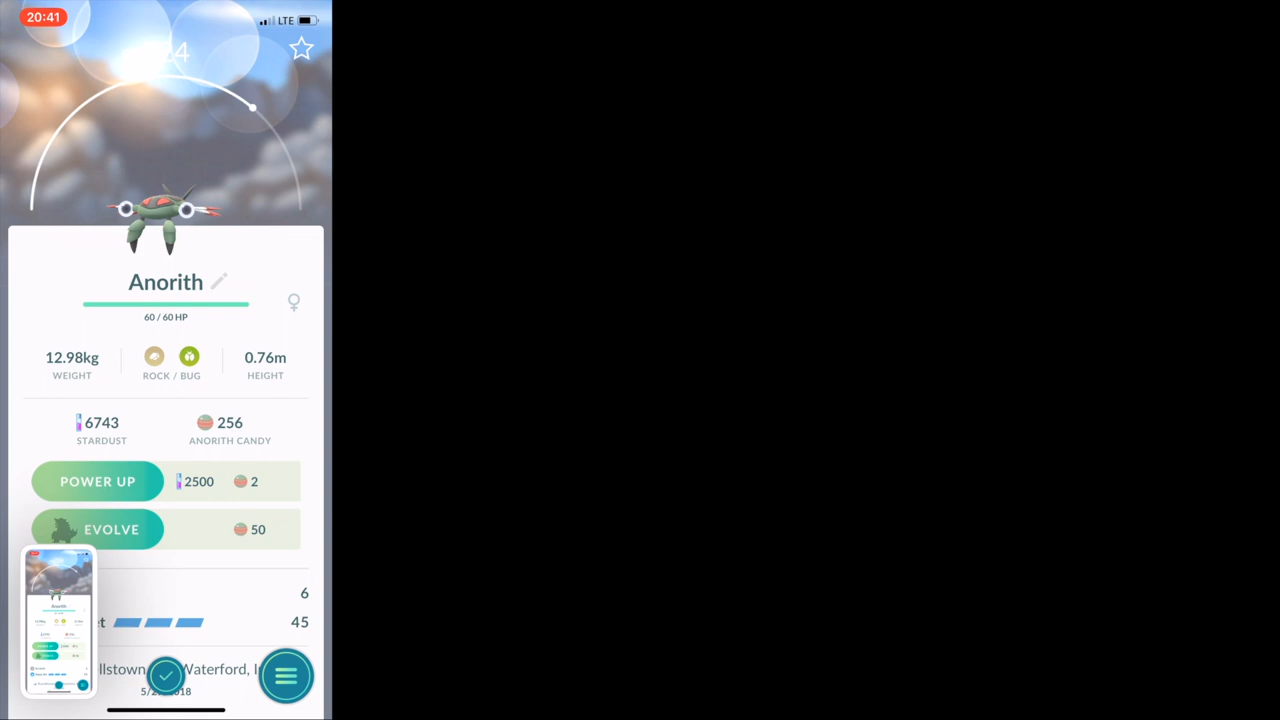 20:41
LTE
Anorith
60 / 60 HP
12.98kg
WEIGHT
ROCK / BUG
0.76m
HEIGHT
6743
STARDUST
256
ANORITH CANDY
POWER UP
2500
2
EVOLVE
50
6
45
Waterford,